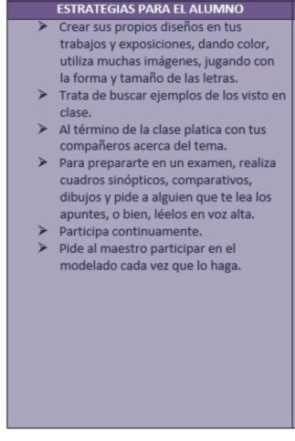 ESTRATEGIAS PARA EL ALUMNO
➤ Crear sus propios diseños en tus
trabajos y exposiciones, dando color,
utiliza muchas imágenes, jugando con
la forma y tamaño de las letras.
➤ Trata de buscar ejemplos de los visto en
clase.
➤ Al término de la clase platica con tus
compañeros acerca del tema.
➤ Para prepararte en un examen, realiza
cuadros sinópticos, comparativos,
dibujos y pide a alguien que te lea los
apuntes, o bien, léelos en voz alta.
➤ Participa continuamente.
➤ Pide al maestro participar en el
modelado cada vez que lo haga.